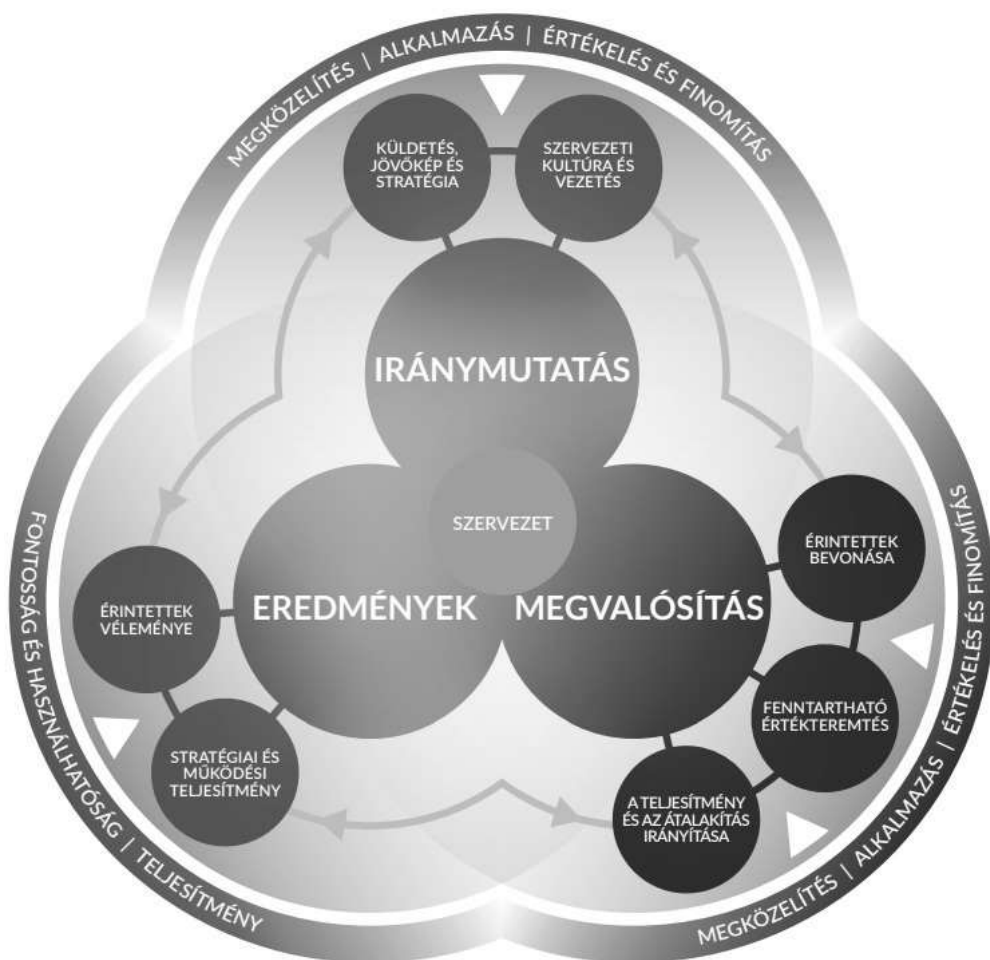 MEGKÖZELÍTÉS | ALKALMAZÁS | ÉRTÉKELÉS ÉS FINOMÍTÁS
KÜLDETÉS,
JÖVŐKÉP ÉS
STRATÉGIA
SZERVEZETI
KULTÚRA ÉS
VEZETÉS
IRÁNYMUTATÁS
SZERVEZET
EREDMÉNYEK
MEGVALÓSÍTÁS
ÉRINTETTEK
BEVONÁSA
FENNTARTHATÓ
ÉRTÉKTEREMTÉS
A TELJESÍTMÉNY
ÉS AZ ÁTALAKÍTÁS
IRÁNYÍTÁSA
MEGKÖZELÍTÉS | ALKALMAZÁS | ÉRTÉKELÉS ÉS FINOMÍTÁS
ÉRINTETTEK
VÉLEMÉNYE
STRATÉGIAI ÉS
MŰKÖDÉSI
TELJESÍTMÉNY
FONTOSSÁG ÉS HASZNÁLHATÓSÁG | TELJESÍTMÉNY